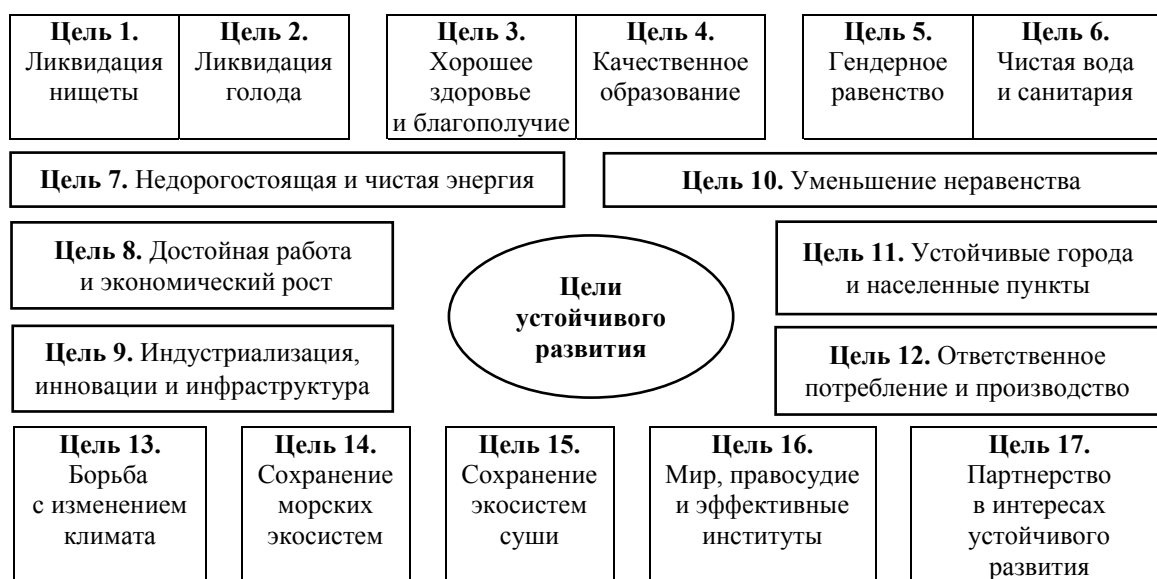 Цель 1.
Ликвидация
нищеты
Цель 2.
Ликвидация
голода
Цель 3.
Хорошее
здоровье
и благополучие
Цель 4.
Качественное
образование
Цель 5.
Гендерное
равенство
Цель 6.
Чистая вода
и санитария
Цель 7. Недорогостоящая и чистая энергия
Цель 10. Уменьшение неравенства
Цель 8. Достойная работа
и экономический рост
Цели
устойчивого
развития
Цель 11. Устойчивые города
и населенные пункты
Цель 9. Индустриализация,
инновации и инфраструктура
Цель 12. Ответственное
потребление и производство
Цель 13.
Борьба
с изменением
климата
Цель 14.
Сохранение
морских
экосистем
Цель 15.
Сохранение
экосистем
суши
Цель 16.
Мир, правосудие
и эффективные
институты
Цель 17.
Партнерство
в интересах
устойчивого
развития